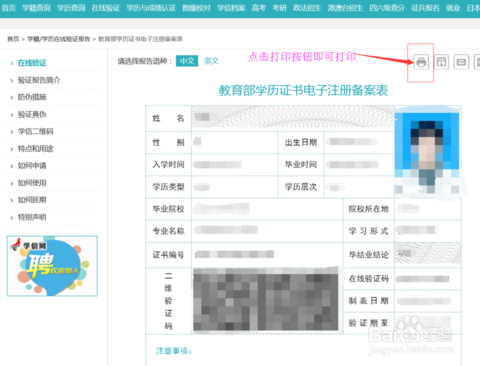 首页 学籍查询 学历查询 在线验证 学历与成绩认证 图像校对 学信档案 高考 考研 政法招生 港澳台招生 四六级查分 征兵报名 就业 日本
首页 > 学籍/学历在线验证报告 > 教育部学历证书电子注册备案表
在线验证
验证报告简介
防伪措施
验证真伪
学信二维码
特点和用途
如何申请
如何使用
如何延期
特别声明
学信网
聘
请选择报告语种： 中文 英文
点击打印按钮即可打印
教育部学历证书电子注册备案表
姓 名
性 别 出生日期
入学时间 毕业时间
学历类型 学历层次
毕业院校 院校所在地
专业名称 学习形式
证书编号 毕结业结论
二维验证码 在线验证码
制表日期
验证期至
注意事项：
Baidu经验
jingyan.baidu.com